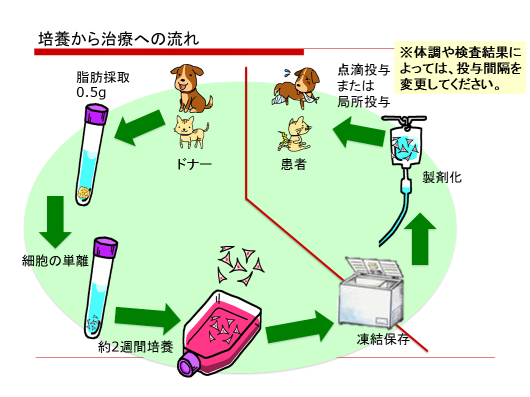 培養から治療への流れ
※体調や検査結果に
よっては、投与間隔を
変更してください。
脂肪採取
0.5g
ドナー
患者
点滴投与
または
局所投与
製剤化
細胞の単離
約2週間培養
凍結保存